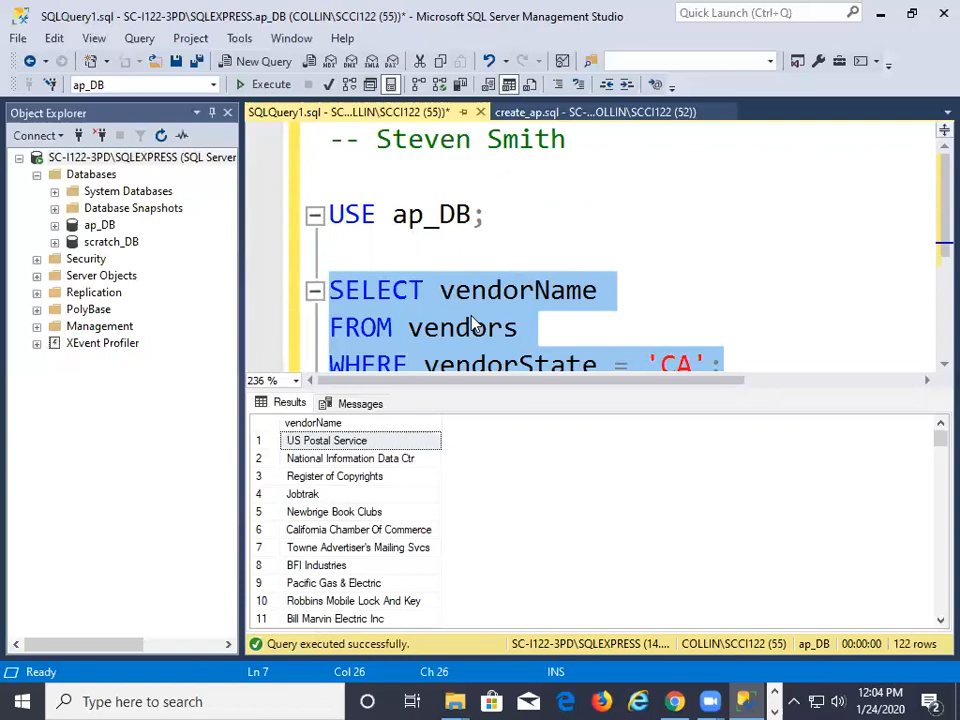 SQLQuery1.sql - SC-I122-3PD\SQLEXPRESS.ap_DB (COLLIN\SCCI122 (55))* - Microsoft SQL Server Management Studio
Quick Launch (Ctrl+Q)
File Edit View Query Project Tools Window Help
New Query
MDX DMX XMLA DAX
ap_DB
Execute
Object Explorer
SQLQuery1.sql - SC...LLIN\SCCI122 (55))*
create_ap.sql - SC-...OLLIN\SCCI122 (52))
Connect
SC-I122-3PD\SQLEXPRESS (SQL Server
Databases
System Databases
Database Snapshots
ap_DB
scratch_DB
Security
Server Objects
Replication
PolyBase
Management
XEvent Profiler
-- Steven Smith
USE ap_DB;
SELECT vendorName
FROM vendors
WHERE vendorState = 'CA';
236 %
Results Messages
vendorName
1 US Postal Service
2 National Information Data Ctr
3 Register of Copyrights
4 Jobtrak
5 Newbrige Book Clubs
6 California Chamber Of Commerce
7 Towne Advertiser's Mailing Svcs
8 BFI Industries
9 Pacific Gas & Electric
10 Robbins Mobile Lock And Key
11 Bill Marvin Electric Inc
Query executed successfully. SC-I122-3PD\SQLEXPRESS (14.... COLLIN\SCCI122 (55) ap_DB 00:00:00 122 rows
Ready Ln 7 Col 26 Ch 26 INS
Type here to search
12:04 PM
1/24/2020
2